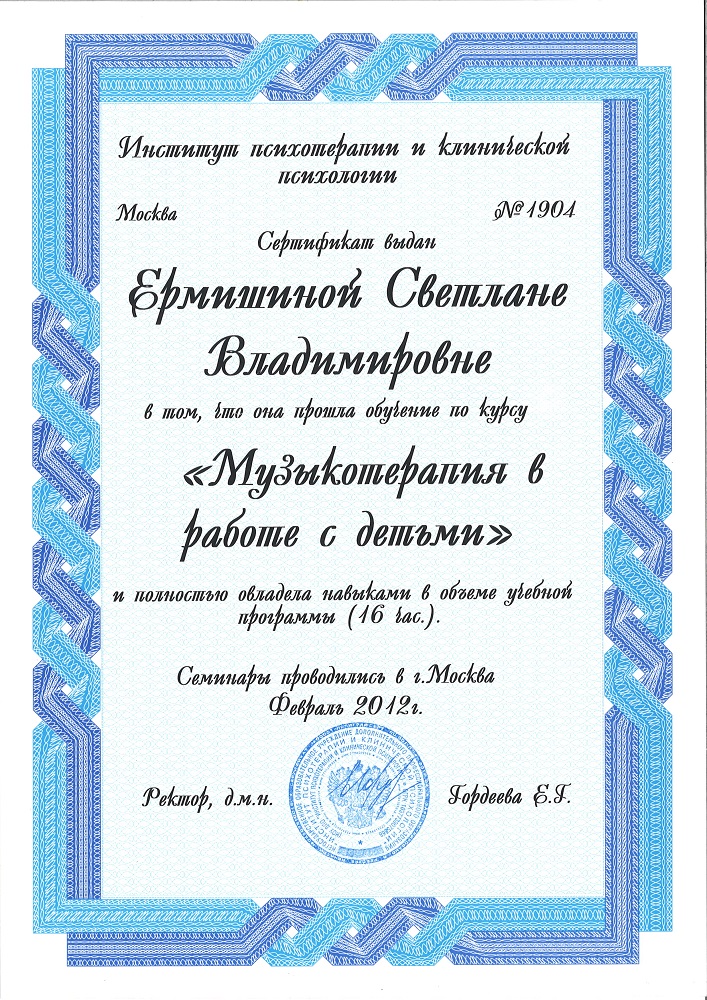 Институт психотерапии и клинической
психологии
Москва
№1904
Сертификат выдан
Ермишиной Светлане
Владимировне
в том, что она прошла обучение по курсу
«Музыкотерапия в
работе с детьми»
и полностью овладела навыками в объеме учебной
программы (16 час.).
Семинары проводились в г.Москва
Февраль 2012г.
Ректор, д.м.н.
Гордеева Е.Г.